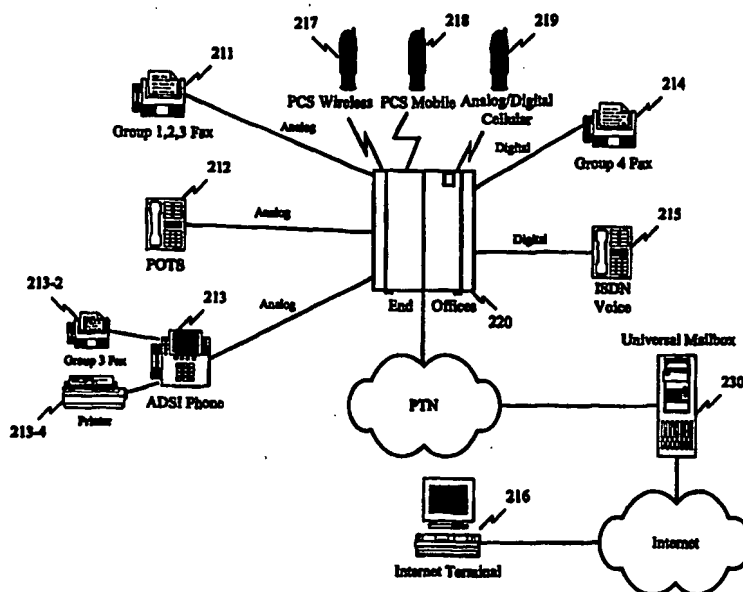 217
218
219
211
PCS Wireless
PCS Mobile
Analog/Digital
Cellular
214
Group 1,2,3 Fax
Analog
Digital
Group 4 Fax
212
Analog
POTS
215
Digital
ISDN
Voice
213-2
213
Analog
End Offices
220
Group 3 Fax
ADSI Phone
Printer
213-4
Universal Mailbox
230
PTN
216
Internet Terminal
Internet